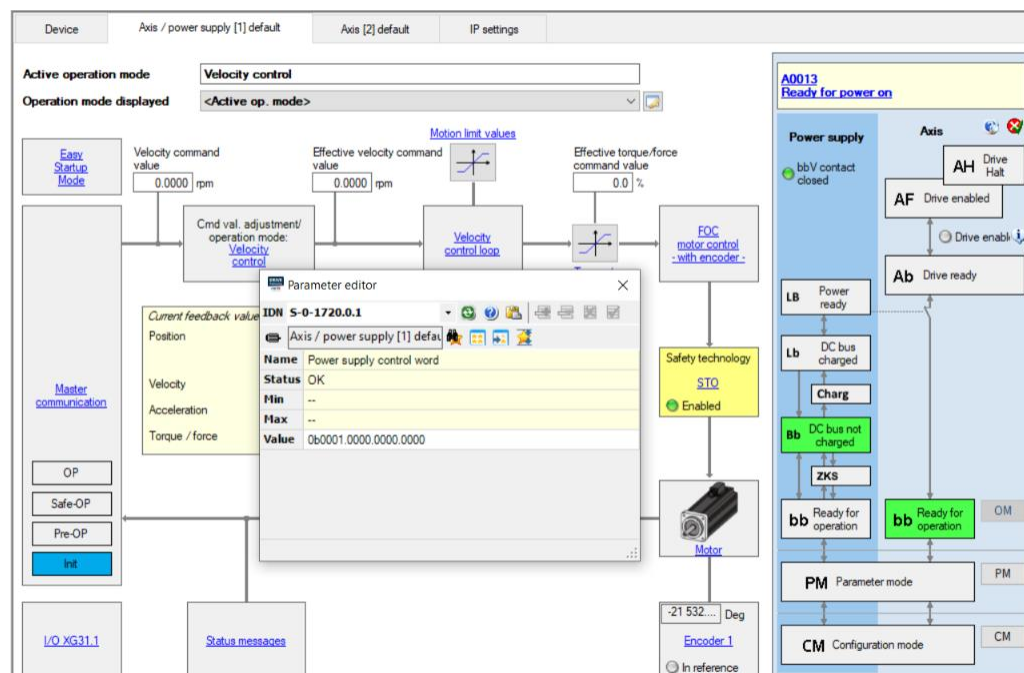 Device
Axis / power supply [1] default
Axis [2] default
IP settings
Active operation mode
Velocity control
Operation mode displayed
<Active op. mode>
Easy
Startup
Mode
Velocity command
value
0.0000 rpm
Effective velocity command
value
0.0000 rpm
Motion limit values
Effective torque/force
command value
0.0 %
Cmd val. adjustment/
operation mode:
Velocity
control
Velocity
control loop
FOC
motor control
- with encoder -
Current feedback value
Position
Velocity
Acceleration
Torque / force
Master
communication
OP
Safe-OP
Pre-OP
Init
I/O XG31.1
Status messages
Parameter editor
IDN S-0-1720.0.1
Axis / power supply [1] defau
Name Power supply control word
Status OK
Min --
Max --
Value 0b0001.0000.0000.0000
Safety technology
STO
Enabled
Motor
-21 532.... Deg
Encoder 1
In reference
A0013
Ready for power on
Power supply
Axis
bbV contact
closed
AH Drive
Halt
AF Drive enabled
Drive enabl
Ab Drive ready
LB Power
ready
Lb DC bus
charged
Charg
Bb DC bus not
charged
ZKS
bb Ready for
operation
bb Ready for
operation
OM
PM Parameter mode
PM
CM Configuration mode
CM